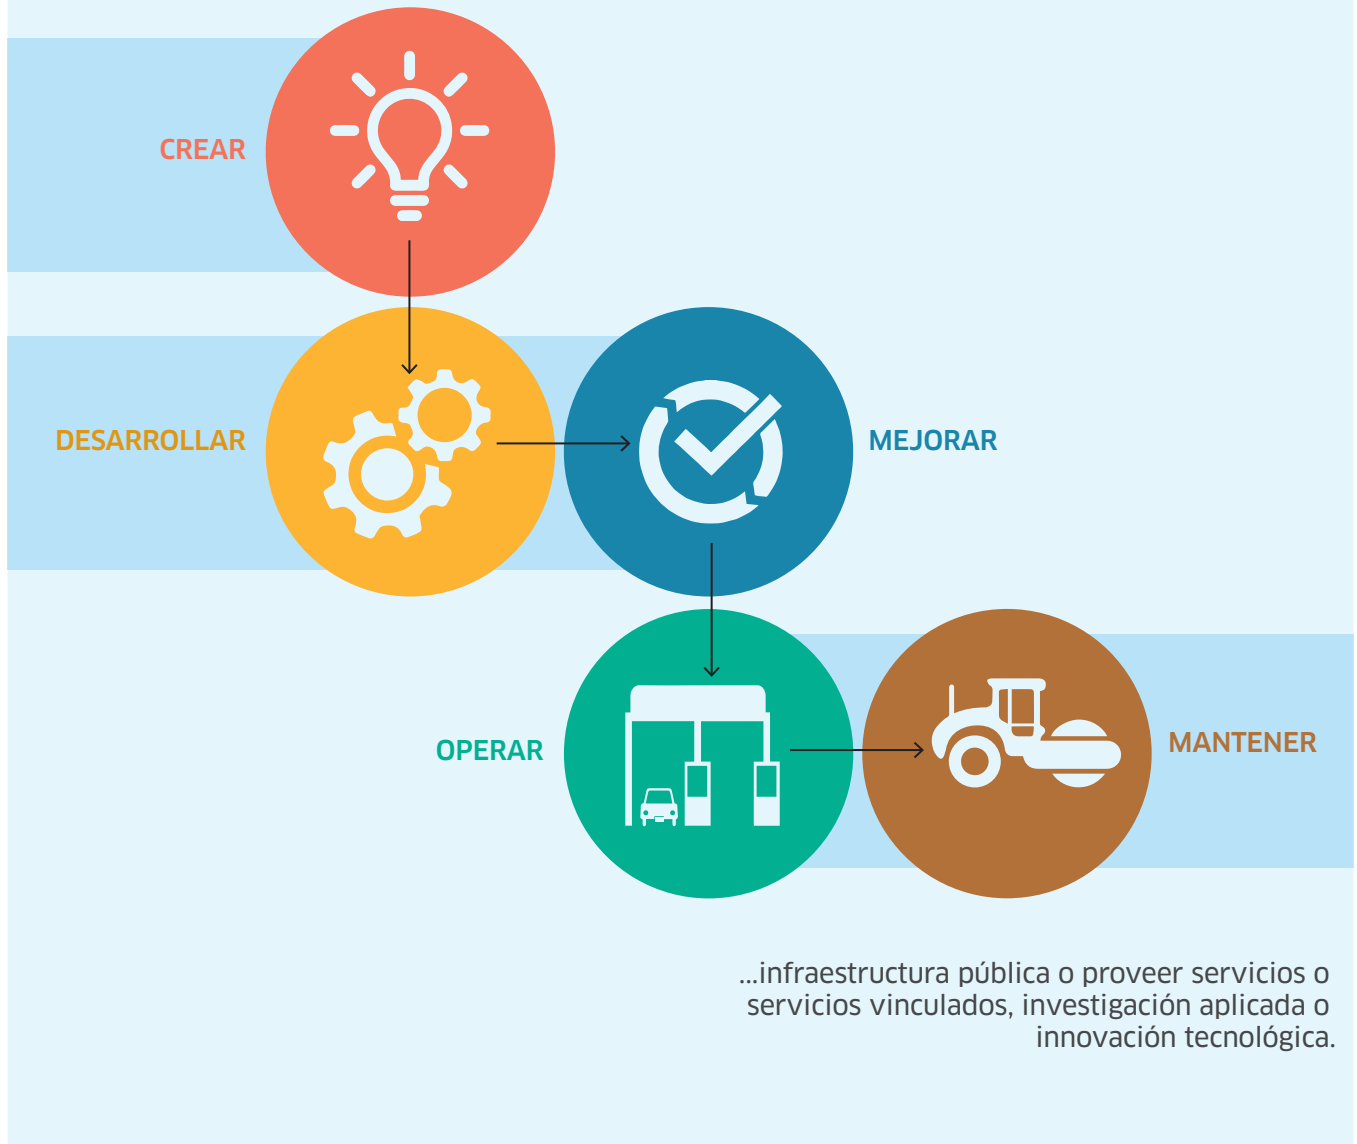 CREAR
DESARROLLAR
MEJORAR
OPERAR
MANTENER
...infraestructura pública o proveer servicios o
servicios vinculados, investigación aplicada o
innovación tecnológica.